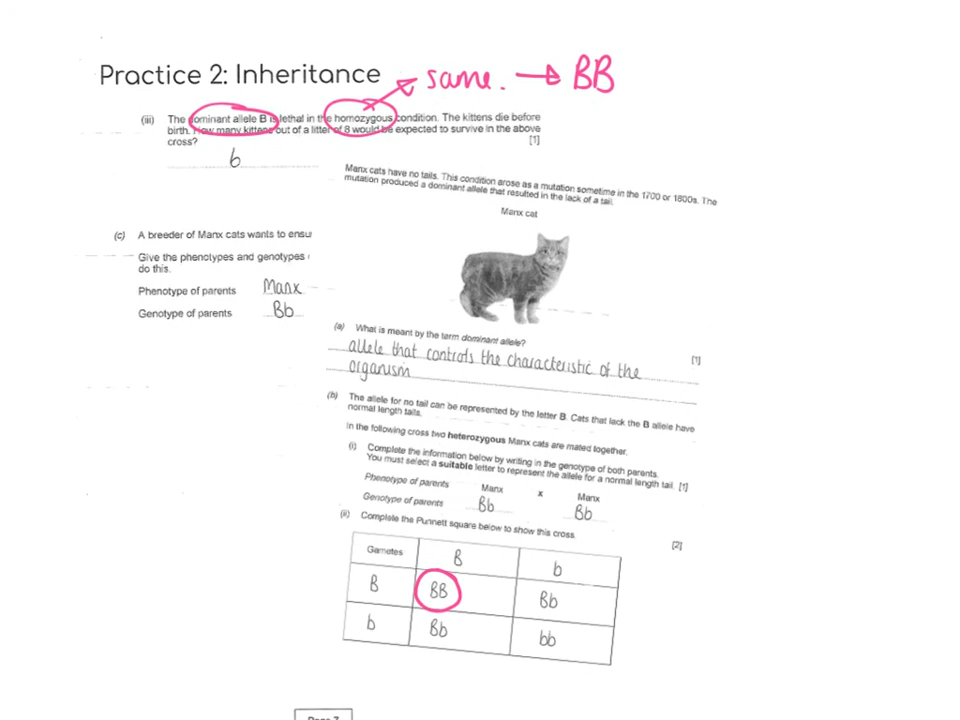 Practice 2: Inheritance
same. → BB
(iii) The dominant allele B is lethal in the homozygous condition. The kittens die before
birth. How many kittens out of a litter of 8 would be expected to survive in the above
cross? [1]
6
Manx cats have no tails. This condition arose as a mutation sometime in the 1700 or 1800s. The
mutation produced a dominant allele that resulted in the lack of a tail.
Manx cat
(c) A breeder of Manx cats wants to ensu
Give the phenotypes and genotypes
do this.
Phenotype of parents Manx
Genotype of parents Bb
(a) What is meant by the term dominant allele? [1]
allele that controls the characteristic of the
organism
(b) The allele for no tail can be represented by the letter B. Cats that lack the B allele have
normal length tails.
In the following cross two heterozygous Manx cats are mated together.
(i) Complete the information below by writing in the genotype of both parents.
You must select a suitable letter to represent the allele for a normal length tail. [1]
Phenotype of parents Manx x Manx
Genotype of parents Bb Bb
(ii) Complete the Punnett square below to show this cross. [2]
Gametes B b
B BB Bb
b Bb bb